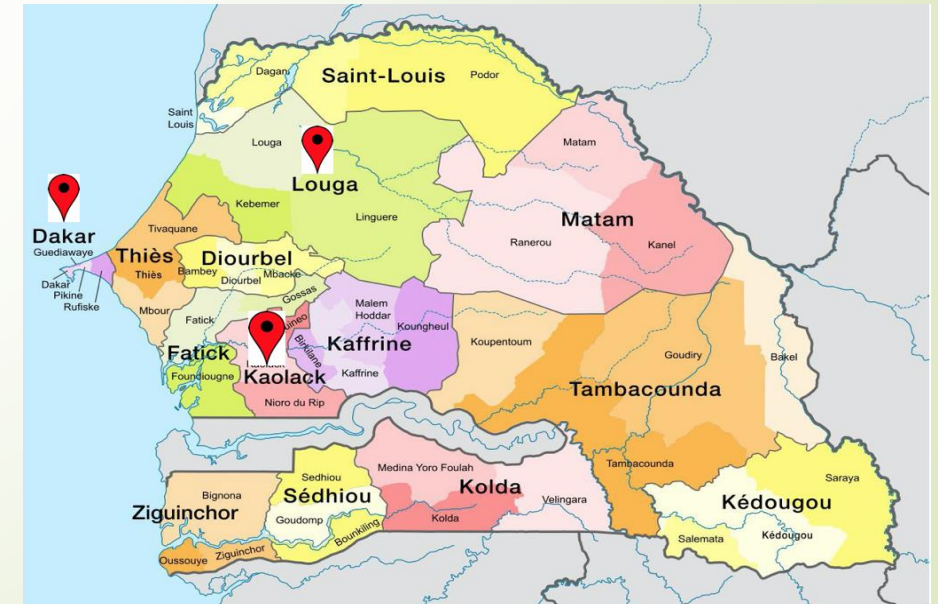 Dagan
Saint-Louis
Podor
Saint
Louis
Louga
Matam
Louga
Kebemer
Linguere
Dakar
Guediawaye
Tivaquane
Matam
Ranerou
Kanel
Thiès
Thiès
Diourbel
Bambey
Mbacke
Diourbel
Dakar
Pikine
Rufiske
Gossas
Mbour
Fatick
Malem
Hoddar
Koungheul
Birkilane
Kaffrine
Kaffrine
Koupentoum
Goudiry
Bakel
Fatick
Foundiougne
Kaolack
Nioro du Rip
Tambacounda
Tambacounda
Medina Yoro Foulah
Kolda
Kolda
Velingara
Sedhiou
Sédhiou
Goudomp
Bounkiling
Bignona
Ziguinchor
Oussouye
Ziguinchor
Saraya
Kédougou
Salemata
Kédougou